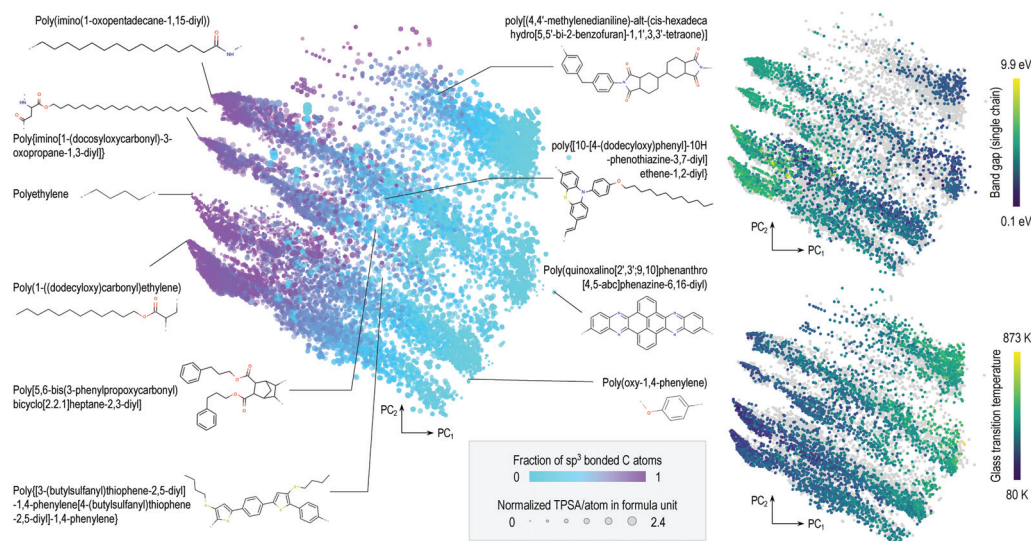 Poly(imino(1-oxopentadecane-1,15-diyl))
Poly{imino[1-(docosyloxycarbonyl)-3-
oxopropane-1,3-diyl]}
Polyethylene
Poly(1-((dodecyloxy)carbonyl)ethylene)
Poly[5,6-bis(3-phenylpropoxycarbonyl)
bicyclo[2.2.1]heptane-2,3-diyl]
Poly{[3-(butylsulfanyl)thiophene-2,5-diyl]
-1,4-phenylene[4-(butylsulfanyl)thiophene
-2,5-diyl]-1,4-phenylene}
poly[(4,4'-methylenedianiline)-alt-(cis-hexadeca
hydro[5,5'-bi-2-benzofuran]-1,1',3,3'-tetraone)]
poly{[10-[4-(dodecyloxy)phenyl]-10H
-phenothiazine-3,7-diyl]
ethene-1,2-diyl}
Poly(quinoxalino[2',3':9,10]phenanthro
[4,5-abc]phenazine-6,16-diyl)
Poly(oxy-1,4-phenylene)
PC2
PC1
Fraction of sp³ bonded C atoms
0 1
Normalized TPSA/atom in formula unit
0 2.4
9.9 eV
Band gap (single chain)
0.1 eV
PC2
PC1
873 K
Glass transition temperature
80 K
PC2
PC1